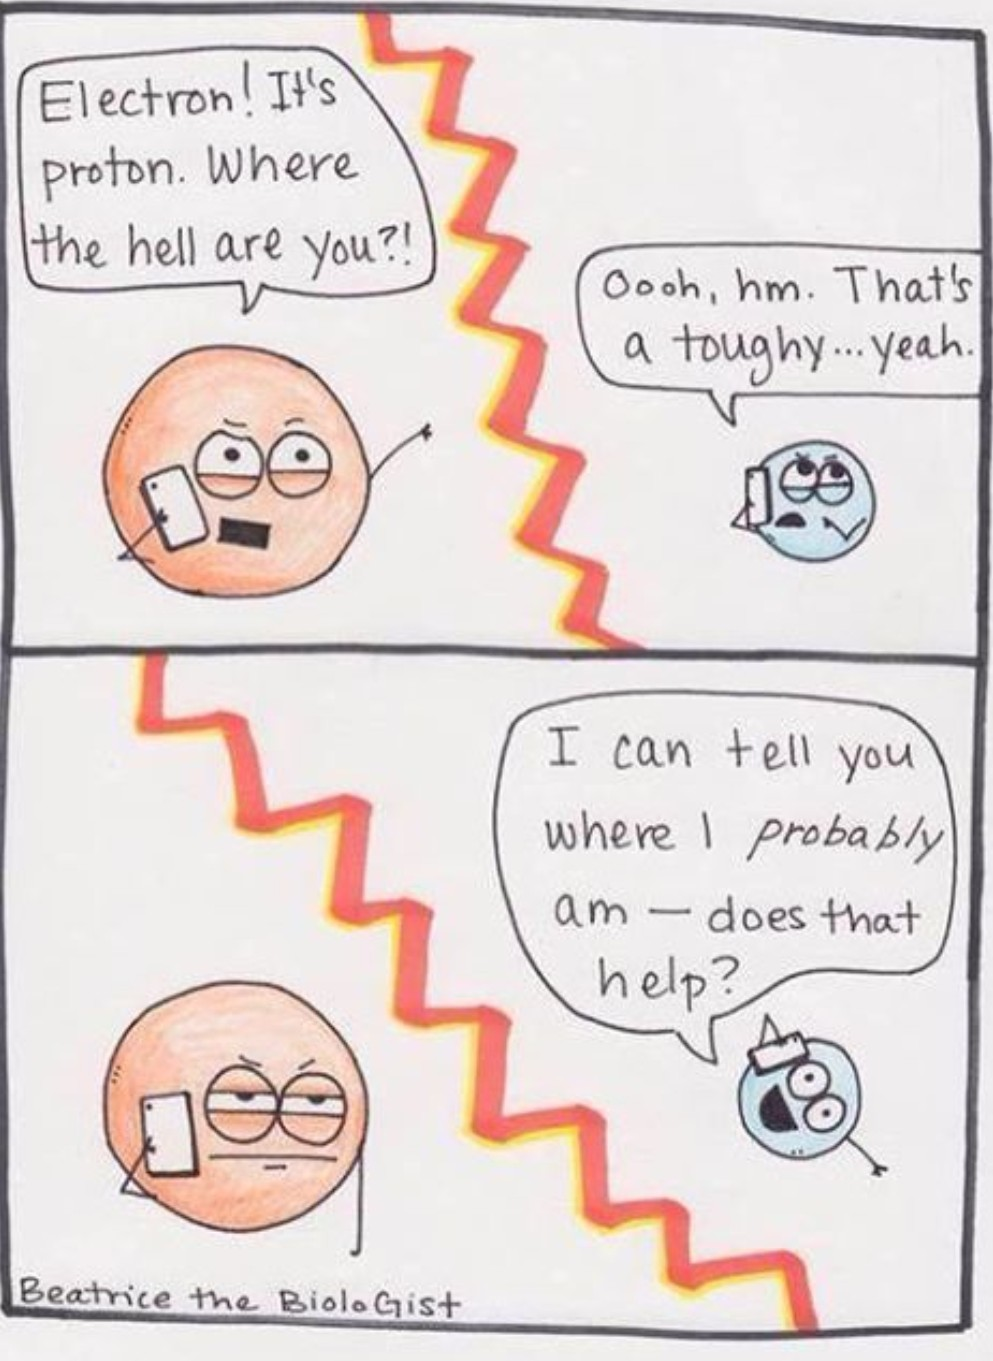 Electron! It's
proton. Where
the hell are you?!
Oooh, hm. That's
a toughy... yeah.
I can tell you
where I probably
am — does that
help?
Beatrice the BioloGist